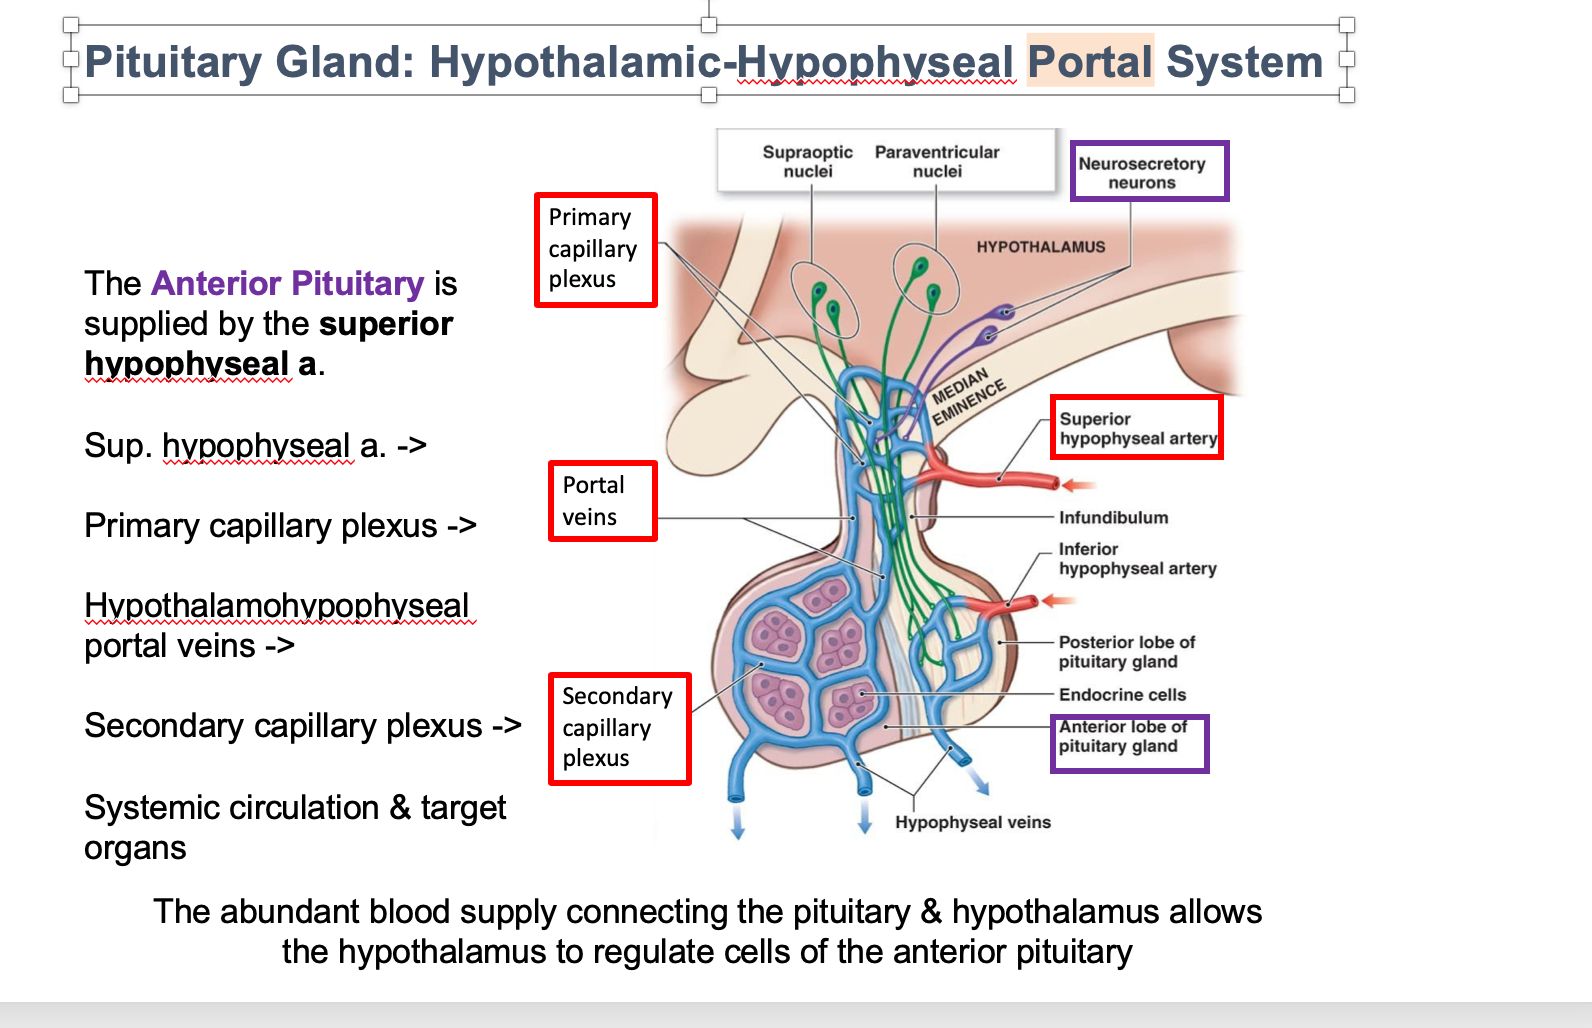 Pituitary Gland: Hypothalamic-Hypophyseal Portal System
The Anterior Pituitary is
supplied by the superior
hypophyseal a.
Sup. hypophyseal a. ->
Primary capillary plexus ->
Hypothalamohypophyseal
portal veins ->
Secondary capillary plexus ->
Systemic circulation & target
organs
Primary
capillary
plexus
Portal
veins
Secondary
capillary
plexus
Supraoptic
nuclei
Paraventricular
nuclei
Neurosecretory
neurons
HYPOTHALAMUS
MEDIAN
EMINENCE
Superior
hypophyseal artery
Infundibulum
Inferior
hypophyseal artery
Posterior lobe of
pituitary gland
Endocrine cells
Anterior lobe of
pituitary gland
Hypophyseal veins
The abundant blood supply connecting the pituitary & hypothalamus allows
the hypothalamus to regulate cells of the anterior pituitary